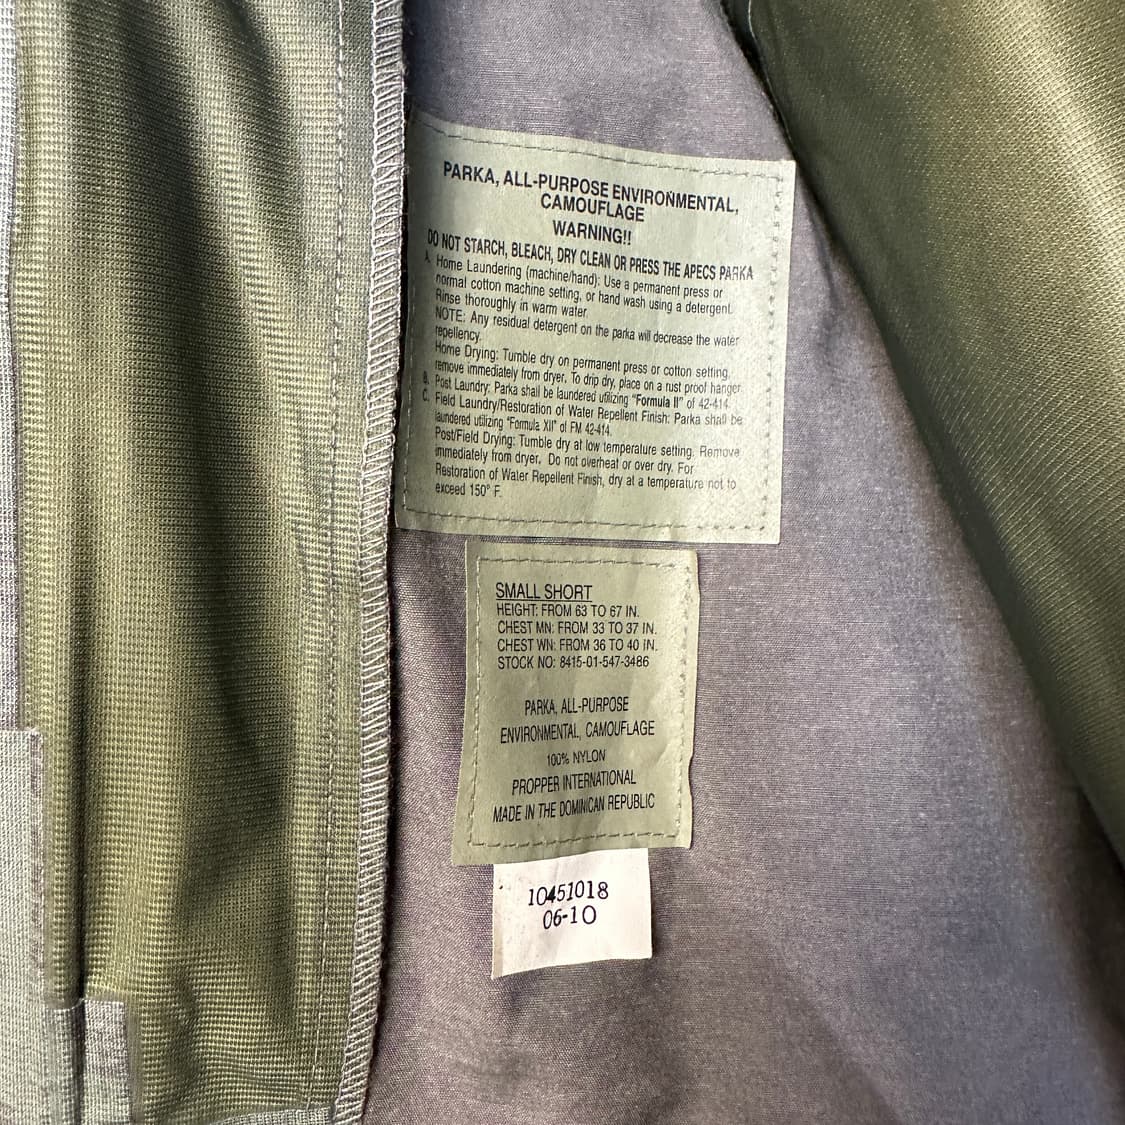 PARKA, ALL-PURPOSE ENVIRONMENTAL,
CAMOUFLAGE
WARNING!!
DO NOT STARCH, BLEACH, DRY CLEAN OR PRESS THE APECS PARKA
A. Home Laundering (machine/hand): Use a permanent press or
normal cotton machine setting, or hand wash using a detergent.
Rinse thoroughly in warm water.
NOTE: Any residual detergent on the parka will decrease the water
repellency.
Home Drying: Tumble dry on permanent press or cotton setting,
remove immediately from dryer. To drip dry, place on a rust proof hanger.
B. Post Laundry: Parka shall be laundered utilizing "Formula II" of 42-414.
C. Field Laundry/Restoration of Water Repellent Finish: Parka shall be
laundered utilizing "Formula XII" of FM 42-414.
Post/Field Drying: Tumble dry at low temperature setting. Remove
immediately from dryer. Do not overheat or over dry. For
Restoration of Water Repellent Finish, dry at a temperature not to
exceed 150° F.
SMALL SHORT
HEIGHT: FROM 63 TO 67 IN.
CHEST MN: FROM 33 TO 37 IN.
CHEST WN: FROM 36 TO 40 IN.
STOCK NO: 8415-01-547-3486
PARKA, ALL-PURPOSE
ENVIRONMENTAL, CAMOUFLAGE
100% NYLON
PROPPER INTERNATIONAL
MADE IN THE DOMINICAN REPUBLIC
10451018
06-10